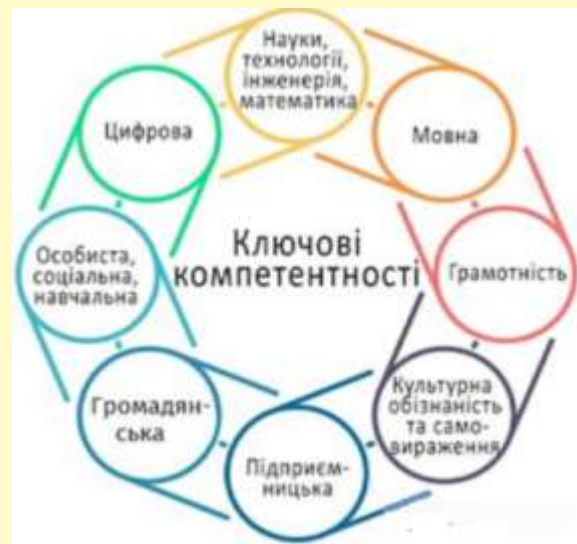 Науки,
технології,
інженерія,
математика
Мовна
Грамотність
Культурна
обізнаність
та само-
вираження
Підприєм-
ницька
Громадян-
ська
Особиста,
соціальна,
навчальна
Цифрова
Ключові
компетентності